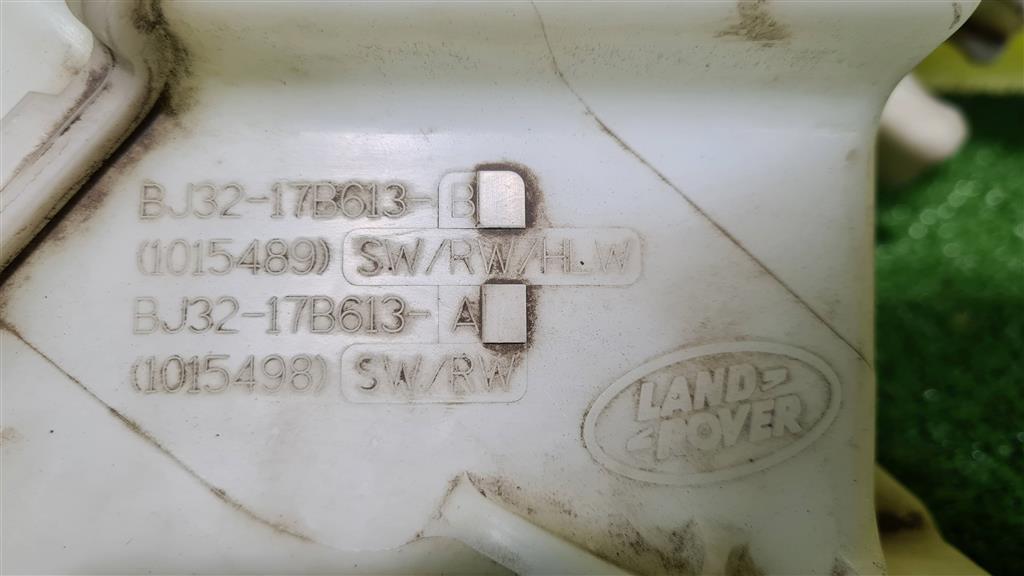 BJ32-17B613-B
(1015489) SW/RW/HLW
BJ32-17B613-A
(1015498) SW/RW
LAND
ROVER